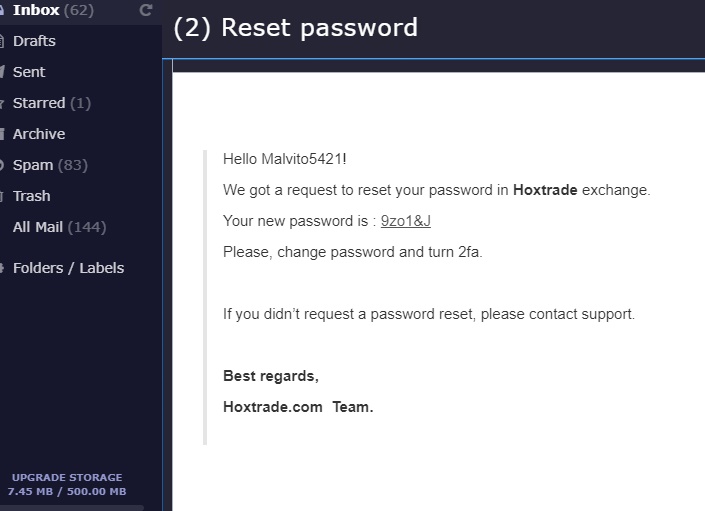 Inbox (62)
(2) Reset password
Drafts
Sent
Starred (1)
Archive
Spam (83)
Trash
All Mail (144)
Folders / Labels
UPGRADE STORAGE
7.45 MB / 500.00 MB
Hello Malvito5421!
We got a request to reset your password in Hoxtrade exchange.
Your new password is : 9zo1&J
Please, change password and turn 2fa.
If you didn’t request a password reset, please contact support.
Best regards,
Hoxtrade.com Team.